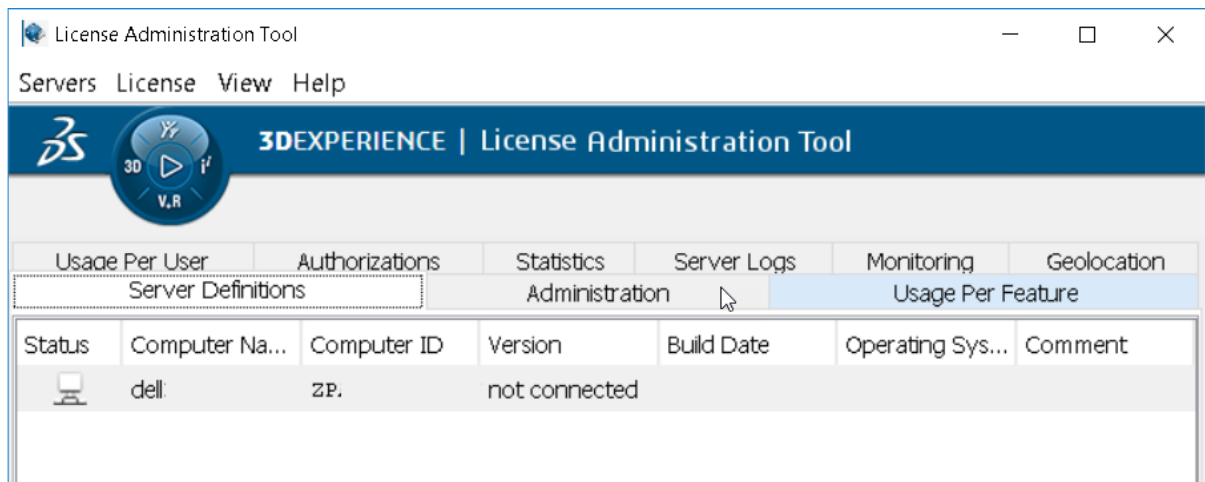 License Administration Tool
Servers License View Help
3DEXPERIENCE | License Administration Tool
3D V.R
Usage Per User Authorizations Statistics Server Logs Monitoring Geolocation
Server Definitions Administration Usage Per Feature
Status Computer Na... Computer ID Version Build Date Operating Sys... Comment
dell ZP. not connected